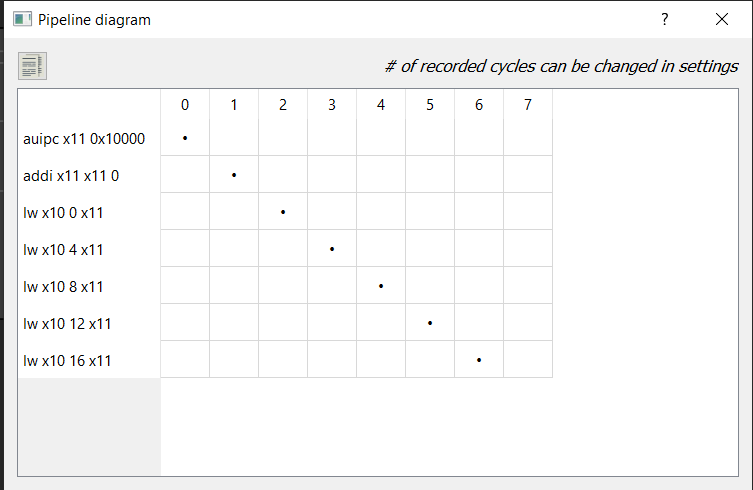 Pipeline diagram
?
# of recorded cycles can be changed in settings
0 1 2 3 4 5 6 7
auipc x11 0x10000 •
addi x11 x11 0 •
lw x10 0 x11 •
lw x10 4 x11 •
lw x10 8 x11 •
lw x10 12 x11 •
lw x10 16 x11 •